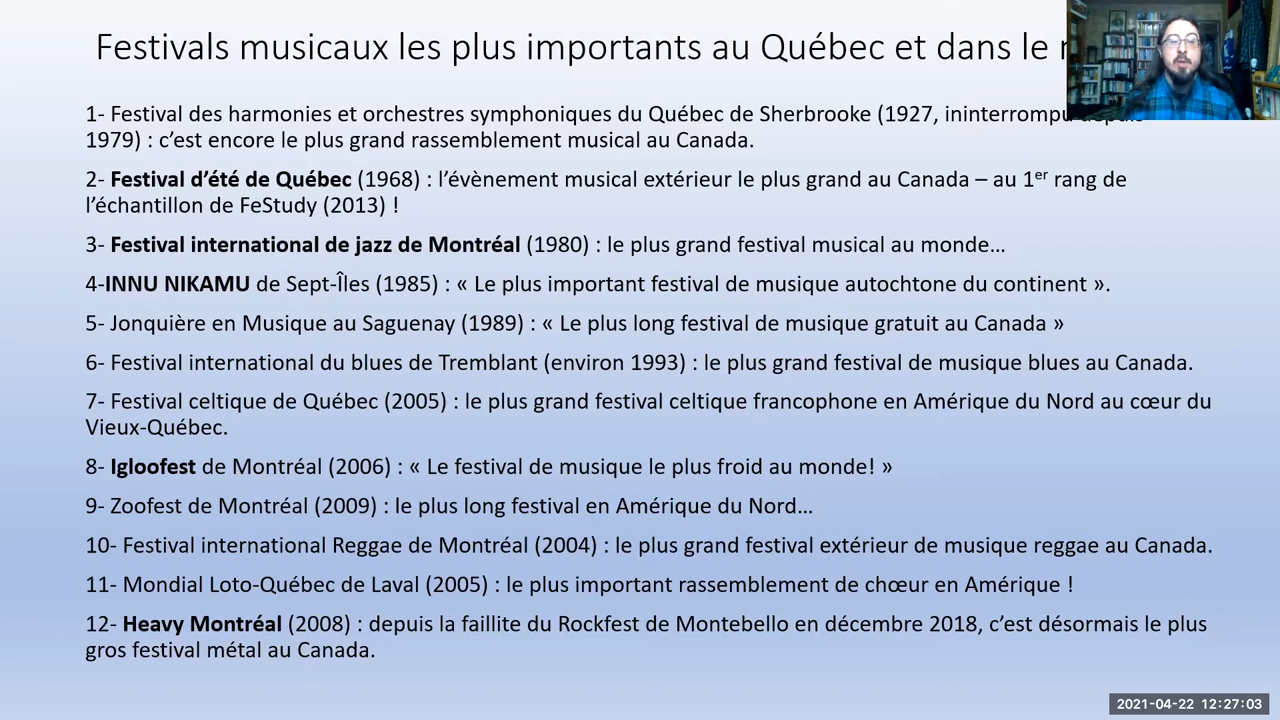 Festivals musicaux les plus importants au Québec et dans le
1- Festival des harmonies et orchestres symphoniques du Québec de Sherbrooke (1927, ininterrompu depuis
1979) : c’est encore le plus grand rassemblement musical au Canada.
2- Festival d’été de Québec (1968) : l’évènement musical extérieur le plus grand au Canada – au 1er rang de
l’échantillon de FeStudy (2013) !
3- Festival international de jazz de Montréal (1980) : le plus grand festival musical au monde…
4-INNU NIKAMU de Sept-Îles (1985) : « Le plus important festival de musique autochtone du continent ».
5- Jonquière en Musique au Saguenay (1989) : « Le plus long festival de musique gratuit au Canada »
6- Festival international du blues de Tremblant (environ 1993) : le plus grand festival de musique blues au Canada.
7- Festival celtique de Québec (2005) : le plus grand festival celtique francophone en Amérique du Nord au cœur du
Vieux-Québec.
8- Igloofest de Montréal (2006) : « Le festival de musique le plus froid au monde! »
9- Zoofest de Montréal (2009) : le plus long festival en Amérique du Nord…
10- Festival international Reggae de Montréal (2004) : le plus grand festival extérieur de musique reggae au Canada.
11- Mondial Loto-Québec de Laval (2005) : le plus important rassemblement de chœur en Amérique !
12- Heavy Montréal (2008) : depuis la faillite du Rockfest de Montebello en décembre 2018, c’est désormais le plus
gros festival métal au Canada.
2021-04-22 12:27:03